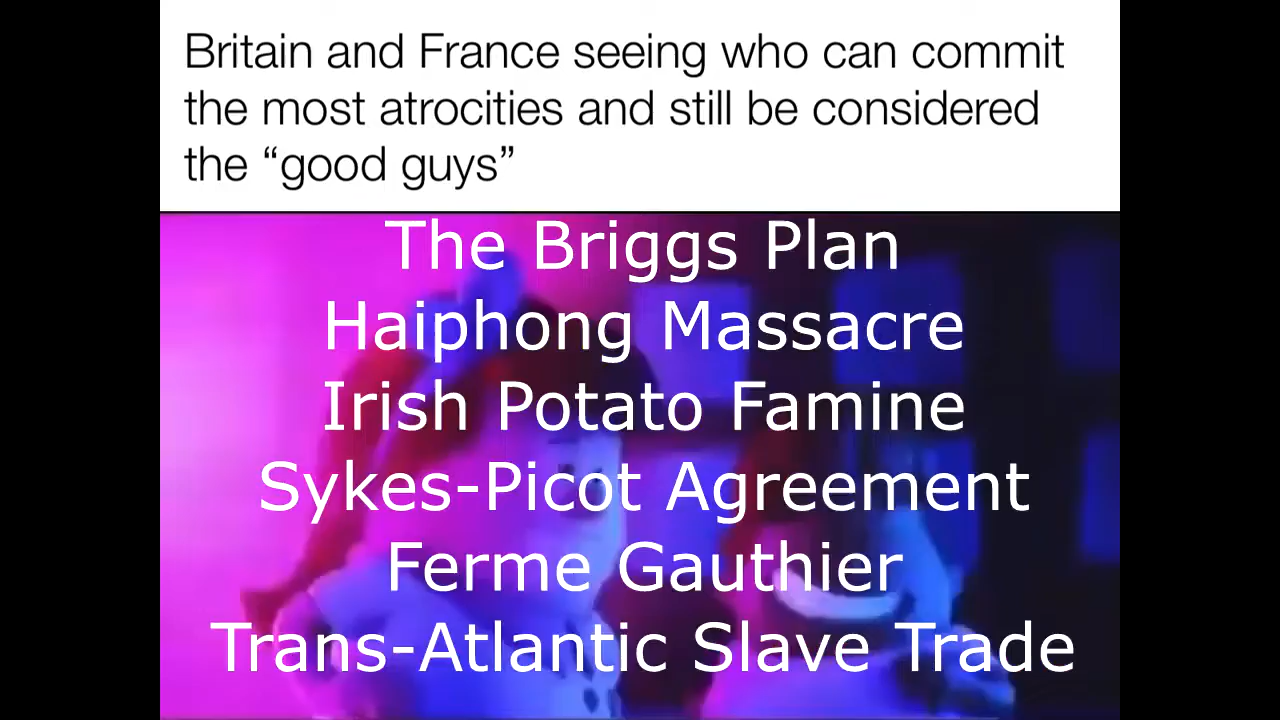 Britain and France seeing who can commit
the most atrocities and still be considered
the “good guys”
The Briggs Plan
Haiphong Massacre
Irish Potato Famine
Sykes-Picot Agreement
Ferme Gauthier
Trans-Atlantic Slave Trade